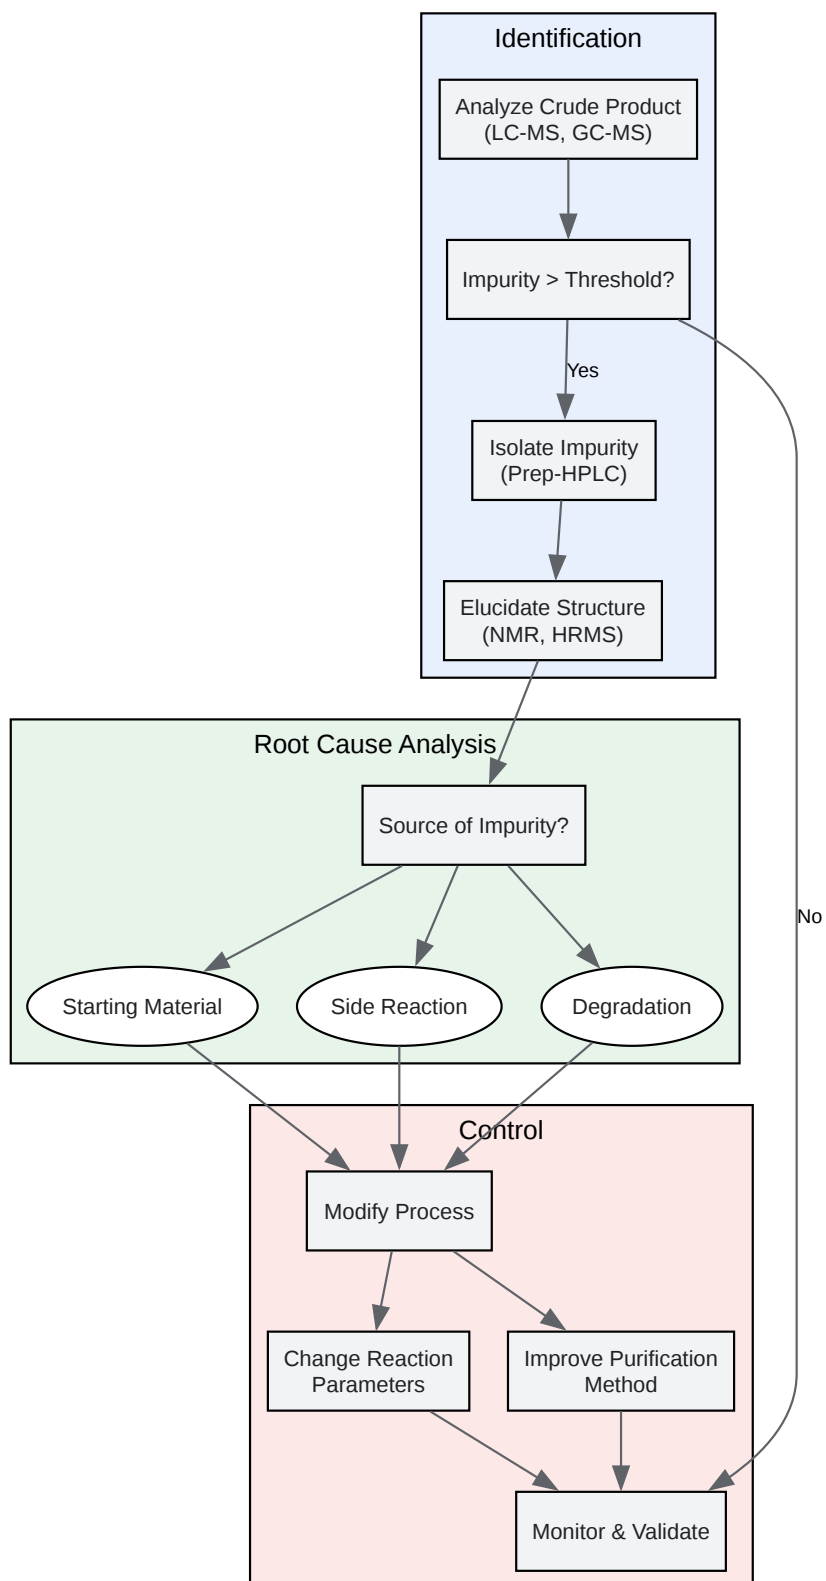 Identification
Analyze Crude Product
(LC-MS, GC-MS)
Impurity > Threshold?
Yes
Isolate Impurity
(Prep-HPLC)
Elucidate Structure
(NMR, HRMS)
Root Cause Analysis
Source of Impurity?
No
Starting Material
Side Reaction
Degradation
Control
Modify Process
Change Reaction
Parameters
Improve Purification
Method
Monitor & Validate